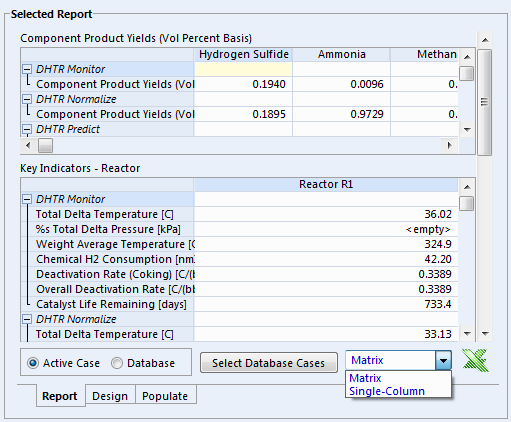 Selected Report
Component Product Yields (Vol Percent Basis)
Hydrogen Sulfide Ammonia Methan
DHTR Monitor
Component Product Yields (Vol 0.1940 0.0096 0.
DHTR Normalize
Component Product Yields (Vol 0.1895 0.9729 0.
DHTR Predict
Key Indicators - Reactor
Reactor R1
DHTR Monitor
Total Delta Temperature [C] 36.02
%s Total Delta Pressure [kPa] <empty>
Weight Average Temperature [C 324.9
Chemical H2 Consumption [nm 42.20
Deactivation Rate (Coking) [C/(b 0.3389
Overall Deactivation Rate [C/(bb 0.3389
Catalyst Life Remaining [days] 733.4
DHTR Normalize
Total Delta Temperature [C] 33.13
Active Case Database Select Database Cases Matrix
Matrix
Single-Column
Report Design Populate